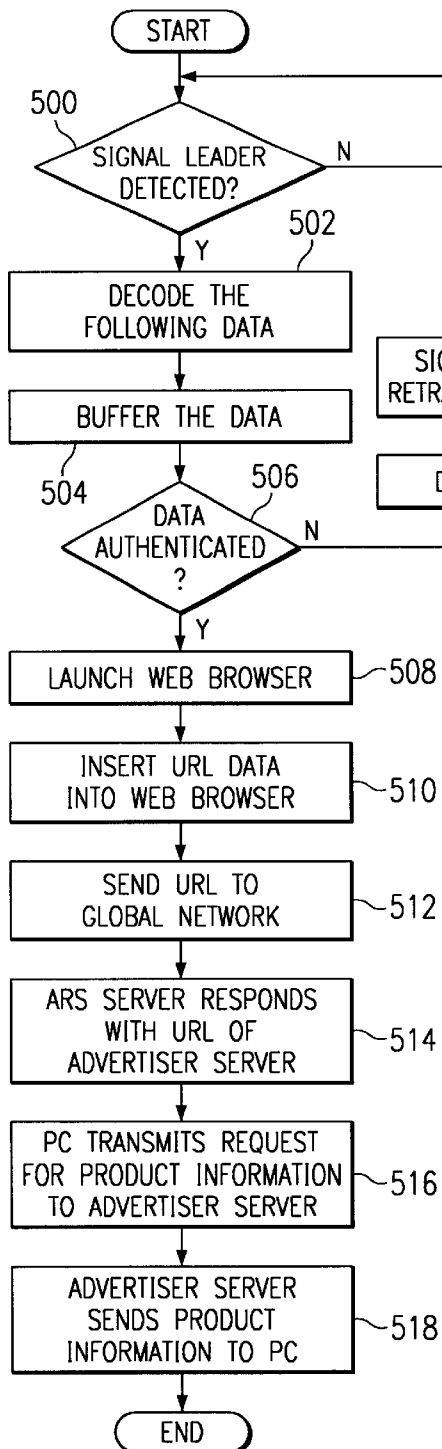 START
500
SIGNAL LEADER
DETECTED?
N
Y
502
DECODE THE
FOLLOWING DATA
BUFFER THE DATA
504
506
DATA
AUTHENTICATED
?
N
Y
LAUNCH WEB BROWSER
508
INSERT URL DATA
INTO WEB BROWSER
510
SEND URL TO
GLOBAL NETWORK
512
ARS SERVER RESPONDS
WITH URL OF
ADVERTISER SERVER
514
PC TRANSMITS REQUEST
FOR PRODUCT INFORMATION
TO ADVERTISER SERVER
516
ADVERTISER SERVER
SENDS PRODUCT
INFORMATION TO PC
518
END